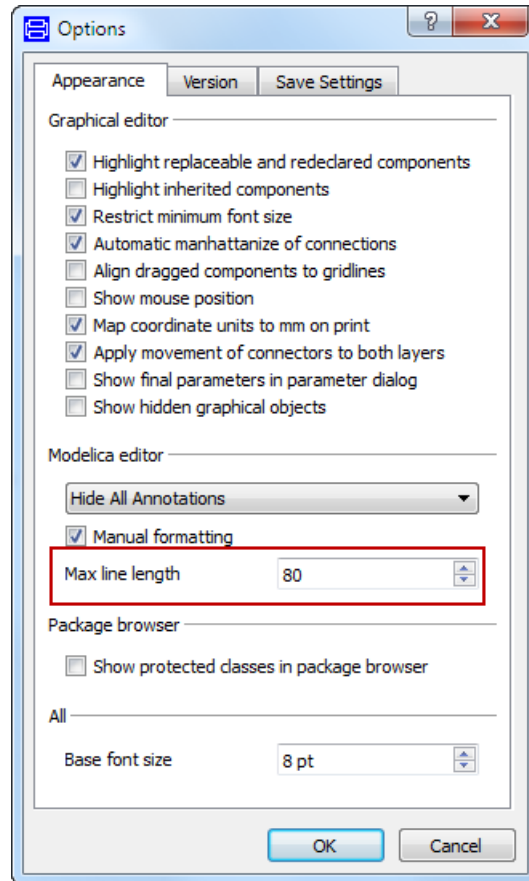 Options
Appearance Version Save Settings
Graphical editor
Highlight replaceable and redeclared components
Highlight inherited components
Restrict minimum font size
Automatic manhattanize of connections
Align dragged components to gridlines
Show mouse position
Map coordinate units to mm on print
Apply movement of connectors to both layers
Show final parameters in parameter dialog
Show hidden graphical objects
Modelica editor
Hide All Annotations
Manual formatting
Max line length 80
Package browser
Show protected classes in package browser
All
Base font size 8 pt
OK Cancel